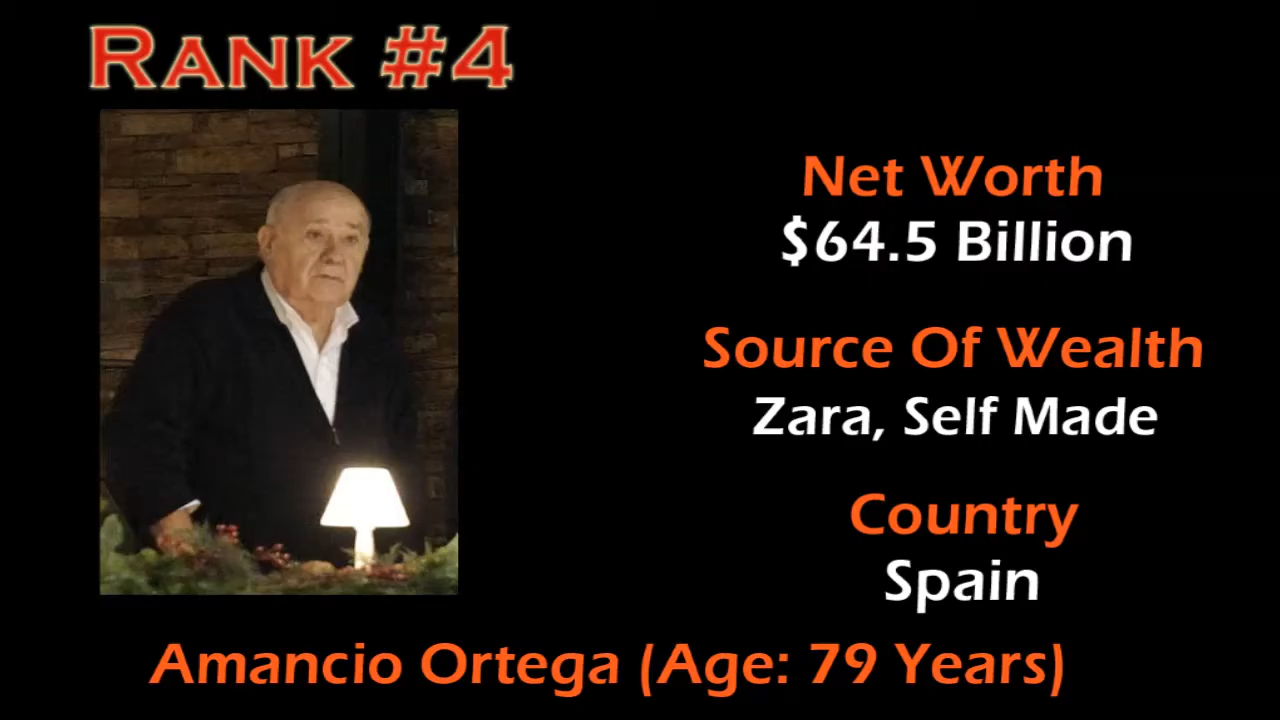 RANK #4
Net Worth
$64.5 Billion
Source Of Wealth
Zara, Self Made
Country
Spain
Amancio Ortega (Age: 79 Years)